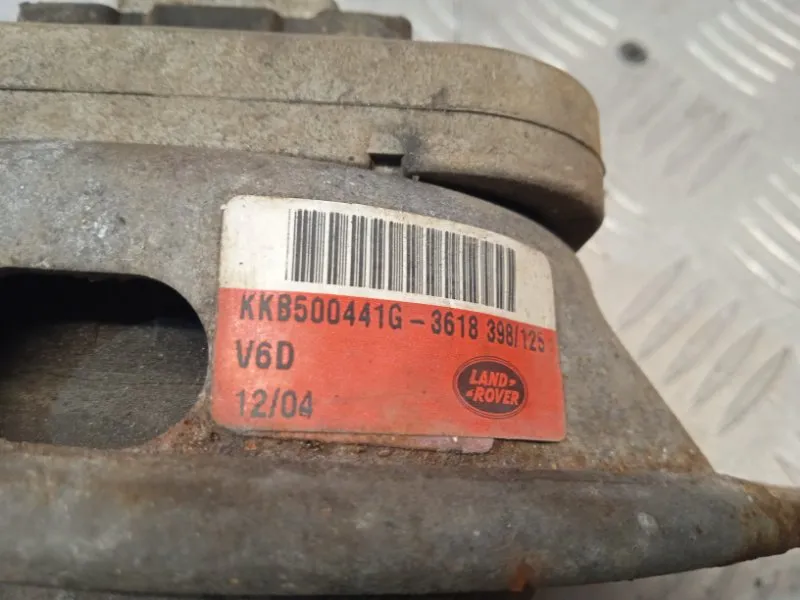 KKB500441G-3618 398/125
V6D
12/04
LAND-
-ROVER